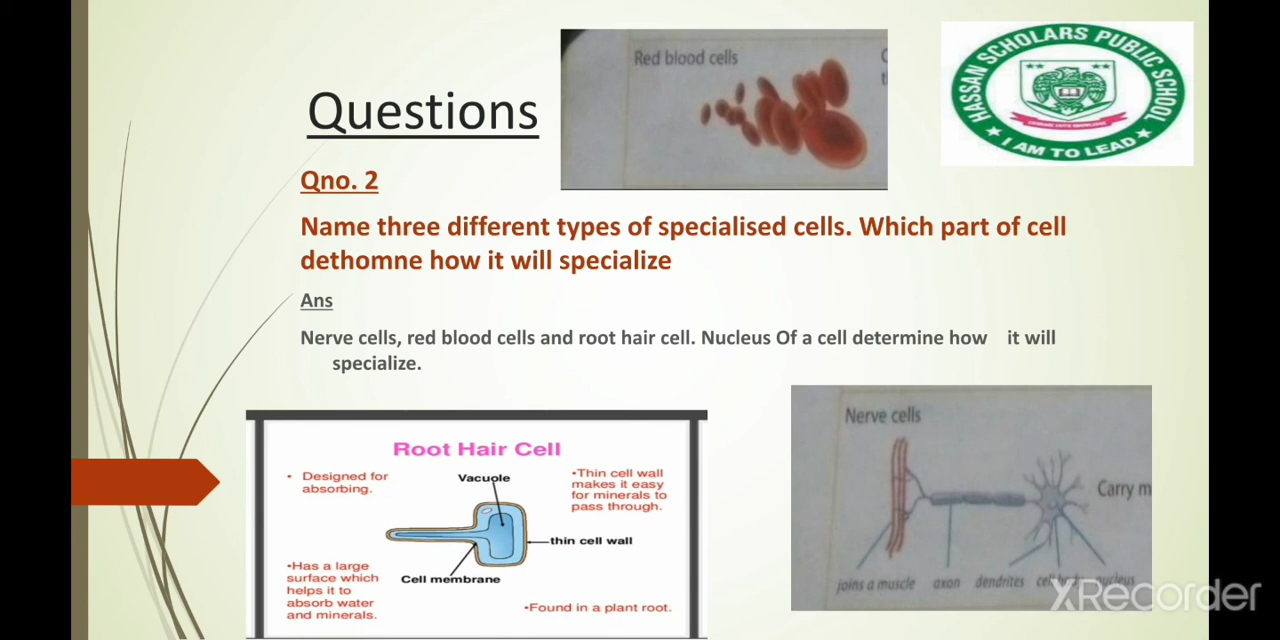 Red blood cells
HASSAN SCHOLARS PUBLIC SCHOOL
I AM TO LEAD
Questions
Qno. 2
Name three different types of specialised cells. Which part of cell
dethomne how it will specialize
Ans
Nerve cells, red blood cells and root hair cell. Nucleus Of a cell determine how it will
specialize.
Root Hair Cell
• Designed for
absorbing.
Vacuole
•Thin cell wall
makes it easy
for minerals to
pass through.
thin cell wall
•Has a large
surface which
helps it to
absorb water
and minerals.
Cell membrane
•Found in a plant root.
Nerve cells
Carry m
joins a muscle axon dendrites cell body nucleus
XRecorder